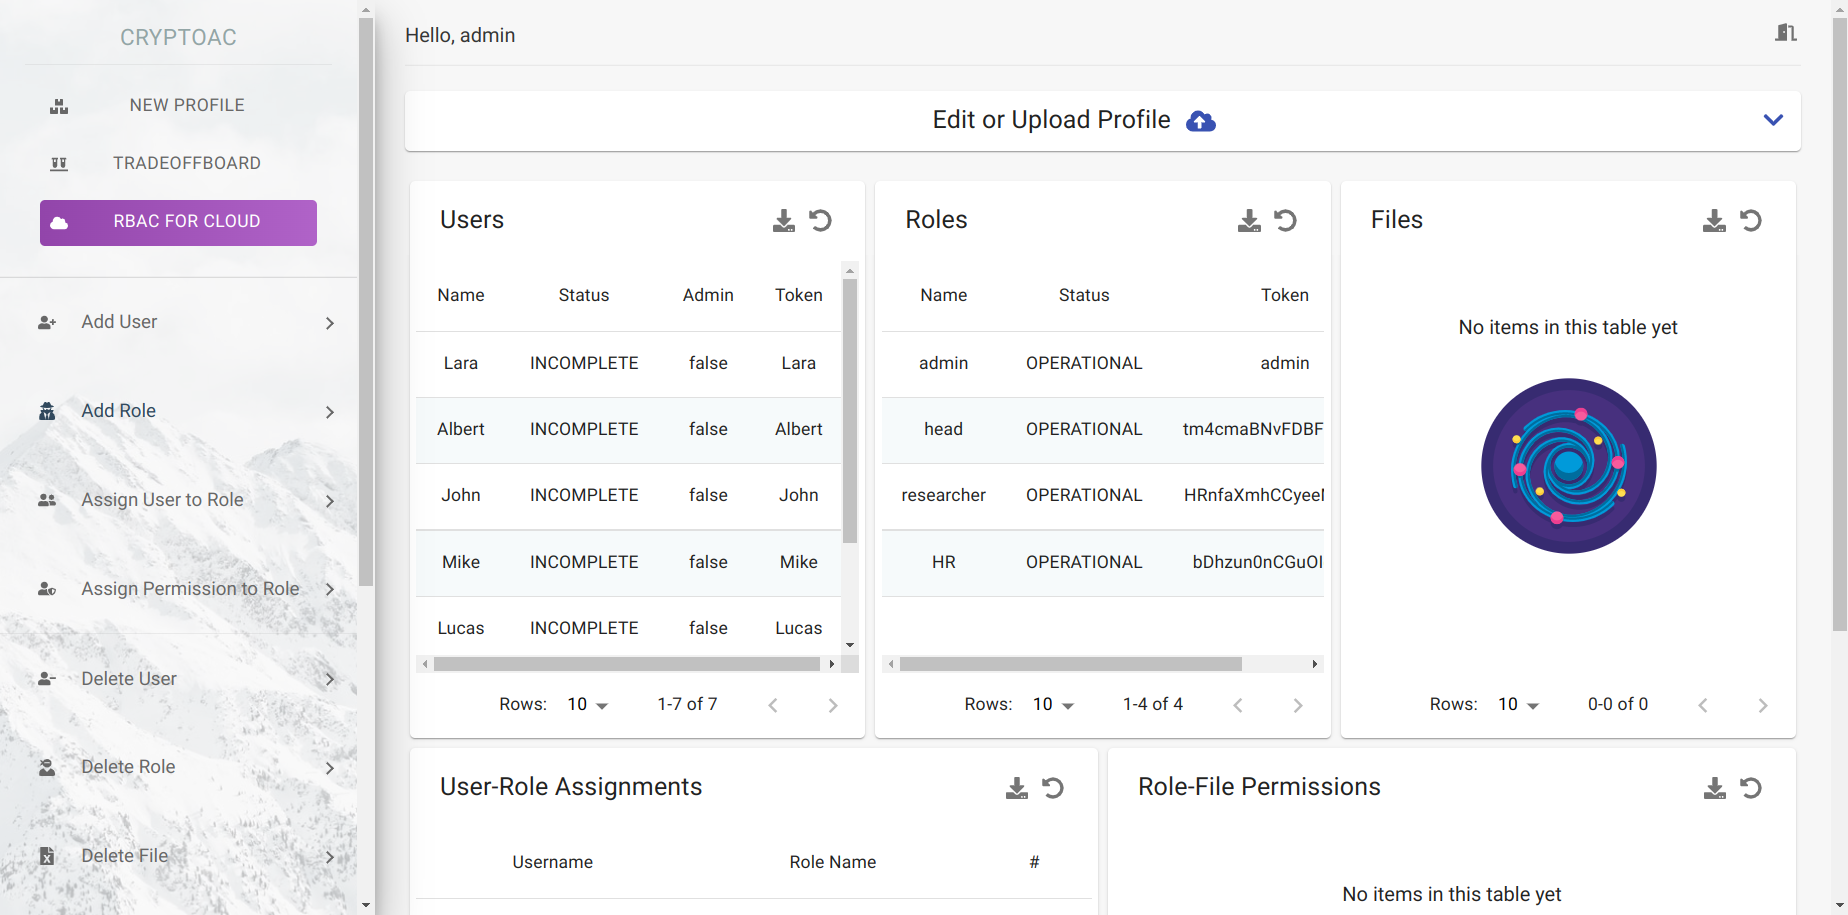 CRYPTOAC
NEW PROFILE
TRADEOFFBOARD
RBAC FOR CLOUD
Add User
Add Role
Assign User to Role
Assign Permission to Role
Delete User
Delete Role
Delete File
Hello, admin
Edit or Upload Profile
Users
Name Status Admin Token
Lara INCOMPLETE false Lara
Albert INCOMPLETE false Albert
John INCOMPLETE false John
Mike INCOMPLETE false Mike
Lucas INCOMPLETE false Lucas
Rows: 10 1-7 of 7
Roles
Name Status Token
admin OPERATIONAL admin
head OPERATIONAL tm4cmaBNvFDBF
researcher OPERATIONAL HRnfaXmhCCyeeI
HR OPERATIONAL bDhzun0nCGuOI
Rows: 10 1-4 of 4
Files
No items in this table yet
Rows: 10 0-0 of 0
User-Role Assignments
Username Role Name #
Role-File Permissions
No items in this table yet